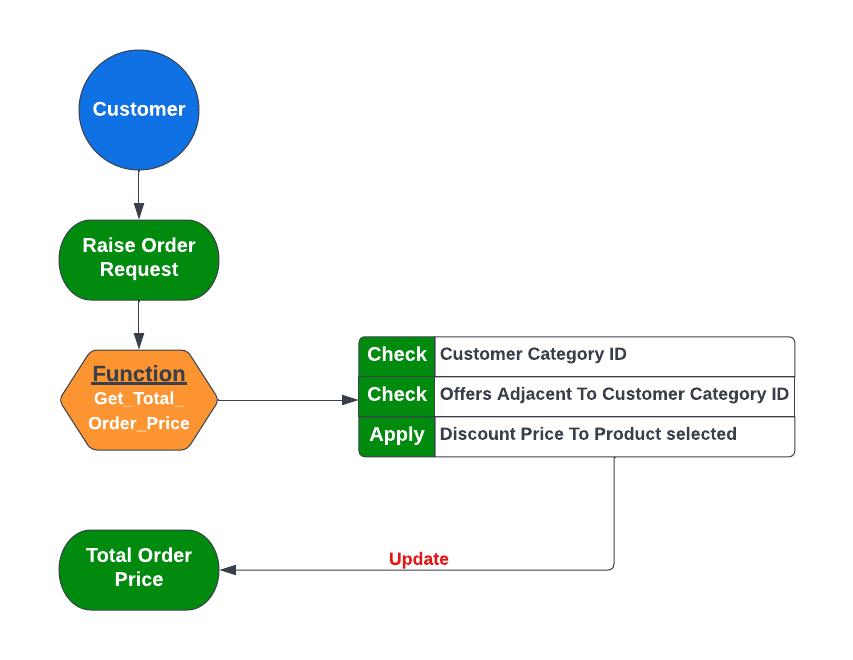 Customer
Raise Order
Request
Function
Get_Total_
Order_Price
Check Customer Category ID
Check Offers Adjacent To Customer Category ID
Apply Discount Price To Product selected
Update
Total Order
Price